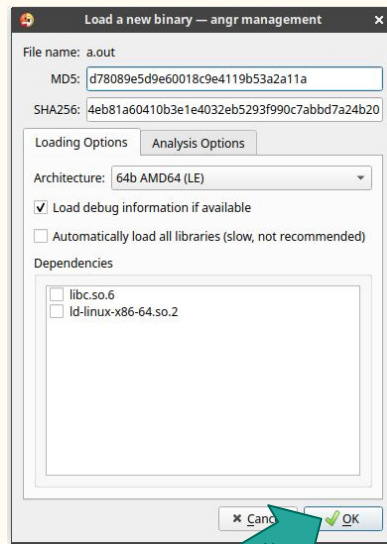 Load a new binary — angr management
File name: a.out
MD5: d78089e5d9e60018c9e4119b53a2a11a
SHA256: 4eb81a60410b3e1e4032eb5293f990c7abbd7a24b20
Loading Options Analysis Options
Architecture: 64b AMD64 (LE)
Load debug information if available
Automatically load all libraries (slow, not recommended)
Dependencies
libc.so.6
ld-linux-x86-64.so.2
OK